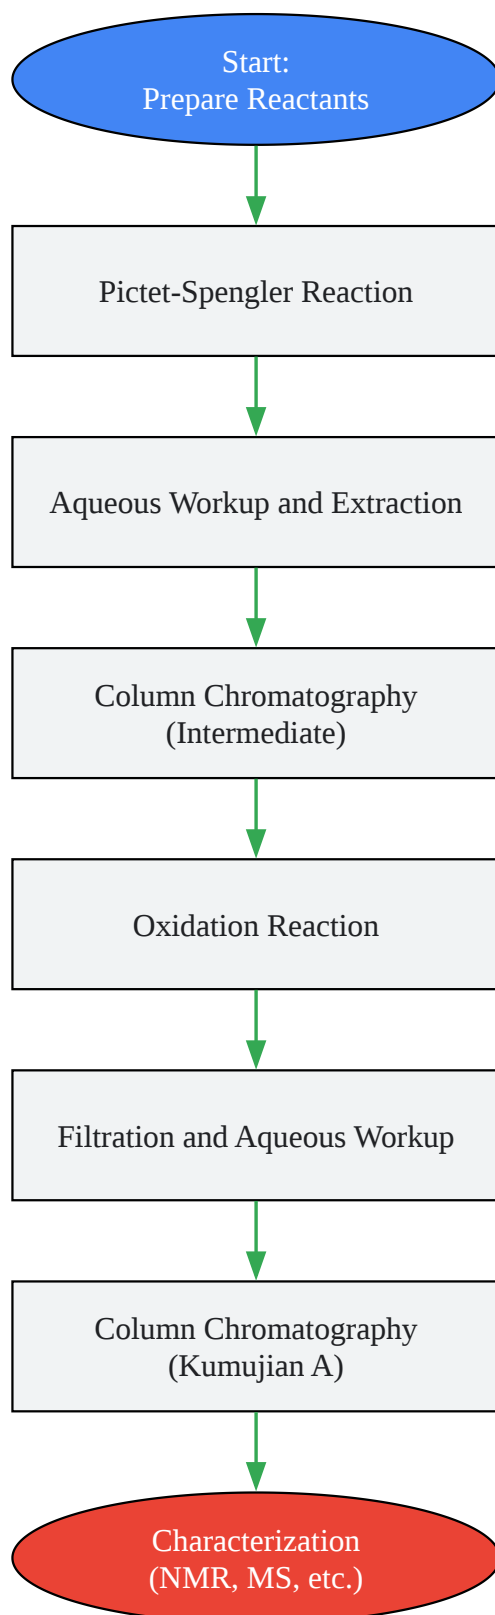 Start:
Prepare Reactants
Pictet-Spengler Reaction
Aqueous Workup and Extraction
Column Chromatography
(Intermediate)
Oxidation Reaction
Filtration and Aqueous Workup
Column Chromatography
(Kumujian A)
Characterization
(NMR, MS, etc.)